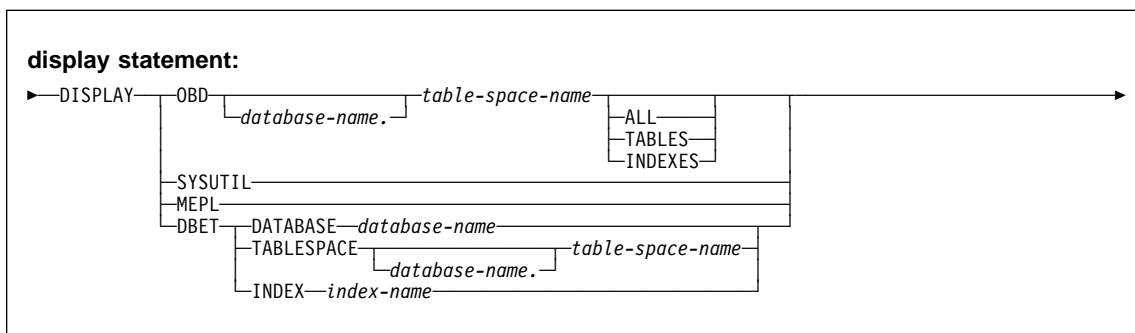 display statement:
DISPLAY OBD database-name. table-space-name ALL TABLES INDEXES
SYSUTIL
MEPL
DBET DATABASE database-name
TABLESPACE database-name. table-space-name
INDEX index-name